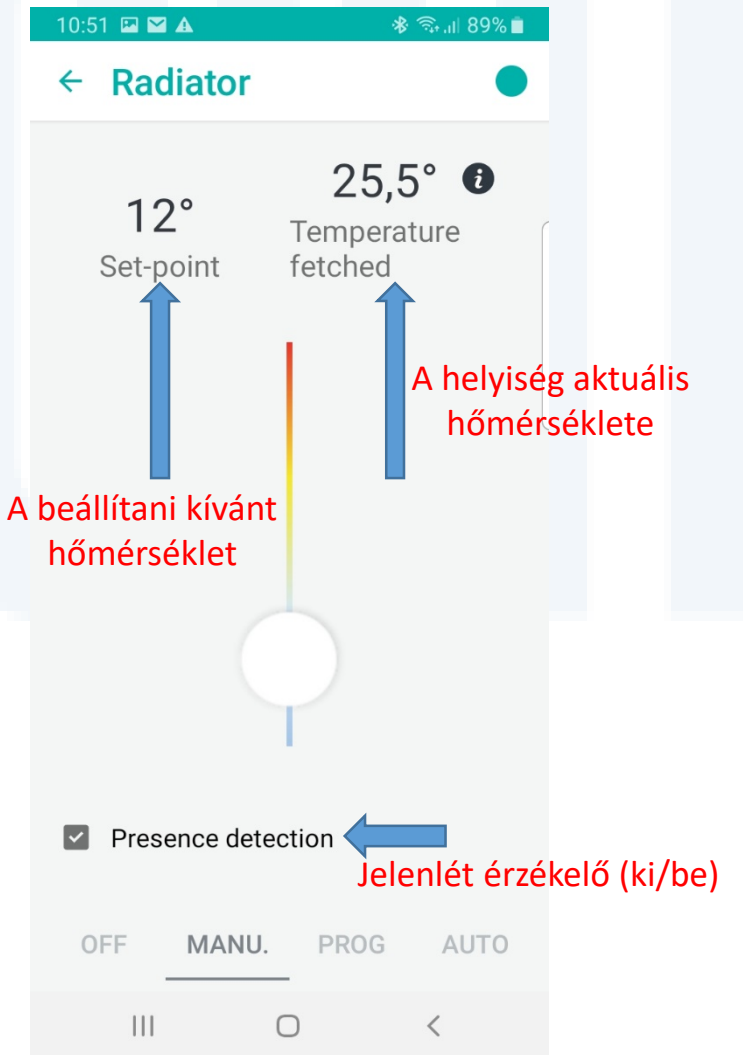 10:51 89%
Radiator
12°
Set-point
25,5°
Temperature
fetched
A helyiség aktuális
hőmérséklete
A beállítani kívánt
hőmérséklet
Presence detection
Jelenlét érzékelő (ki/be)
OFF MANU. PROG AUTO